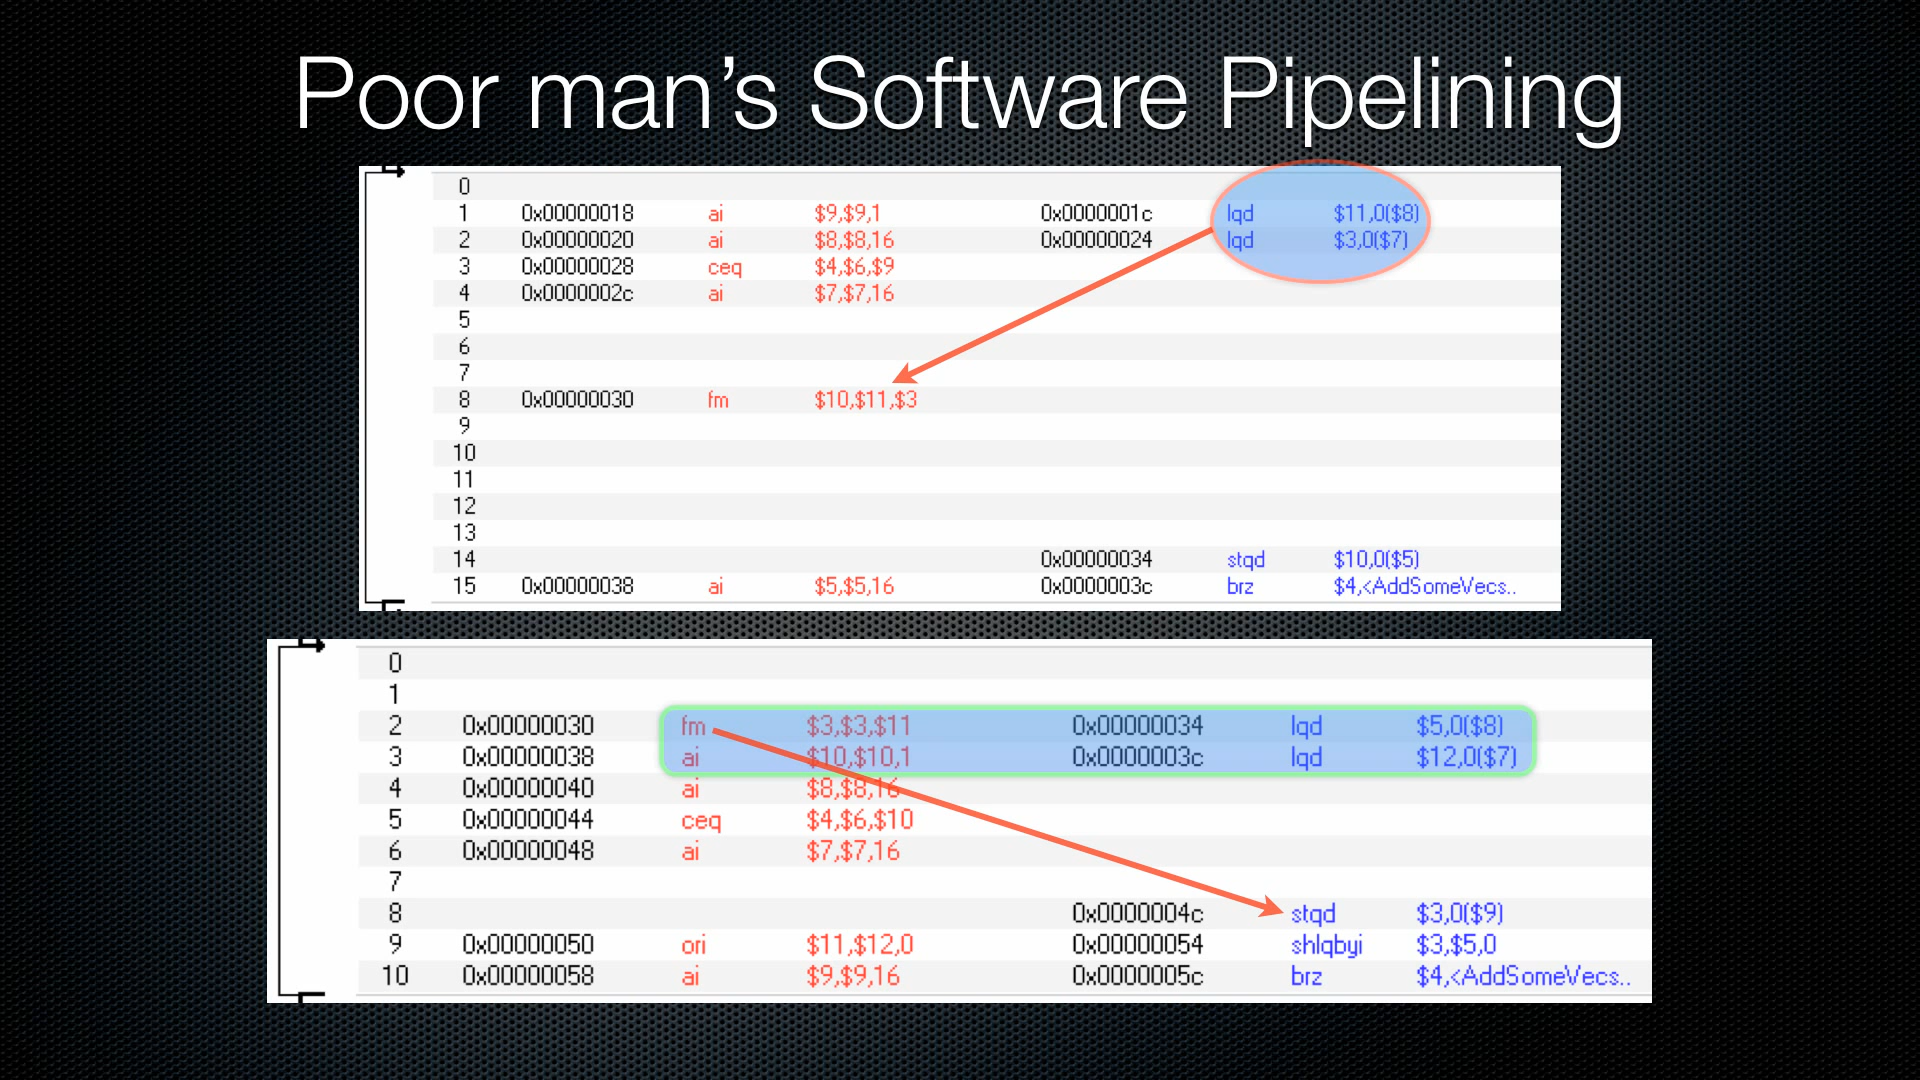 Poor man’s Software Pipelining
0
1 0x00000018 ai $9,$9,1 0x0000001c lqd $11,0($8)
2 0x00000020 ai $8,$8,16 0x00000024 lqd $3,0($7)
3 0x00000028 ceq $4,$6,$9
4 0x0000002c ai $7,$7,16
5
6
7
8 0x00000030 fm $10,$11,$3
9
10
11
12
13
14 0x00000034 stqd $10,0($5)
15 0x00000038 ai $5,$5,16 0x0000003c brz $4,<AddSomeVecs..
0
1
2 0x00000030 fm $3,$3,$11 0x00000034 lqd $5,0($8)
3 0x00000038 ai $10,$10,1 0x0000003c lqd $12,0($7)
4 0x00000040 ai $8,$8,16
5 0x00000044 ceq $4,$6,$10
6 0x00000048 ai $7,$7,16
7
8 0x0000004c stqd $3,0($9)
9 0x00000050 ori $11,$12,0 0x00000054 shlqbyi $3,$5,0
10 0x00000058 ai $9,$9,16 0x0000005c brz $4,<AddSomeVecs..